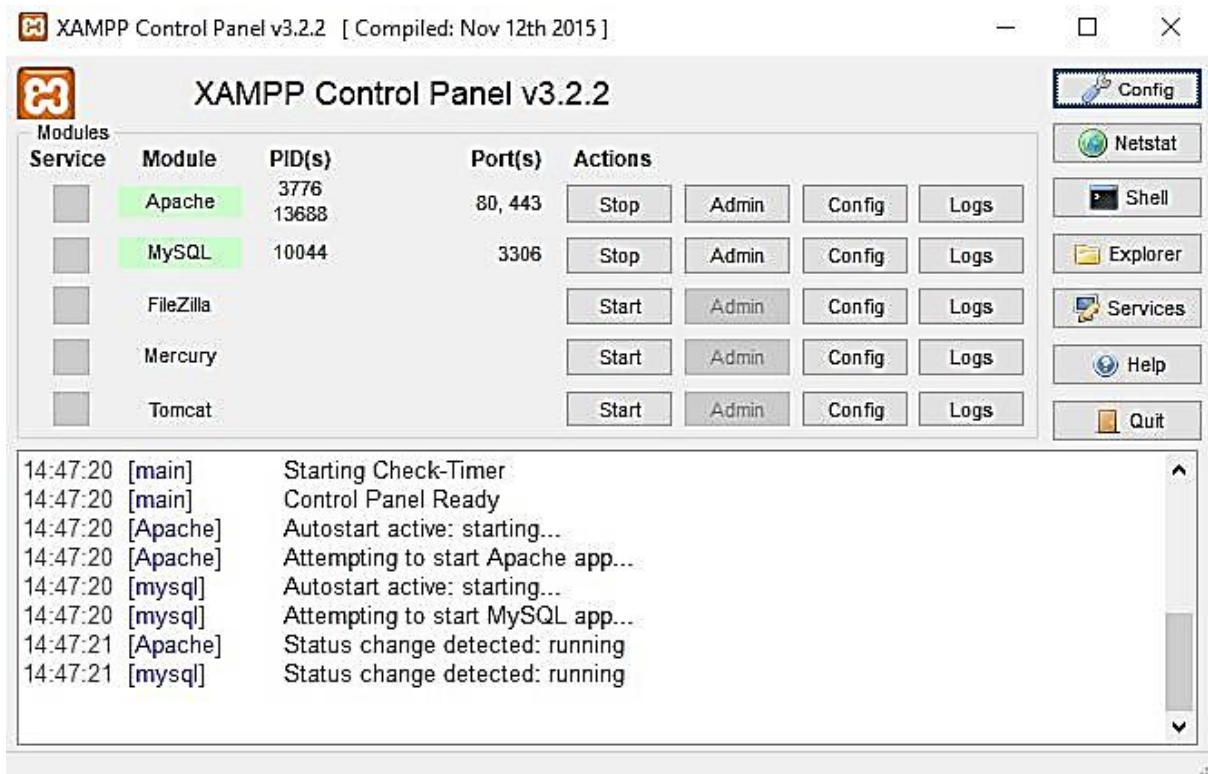 XAMPP Control Panel v3.2.2 [ Compiled: Nov 12th 2015 ]
XAMPP Control Panel v3.2.2
Config
Modules
Netstat
Service Module PID(s) Port(s) Actions
Apache 3776 13688 80, 443 Stop Admin Config Logs
Shell
MySQL 10044 3306 Stop Admin Config Logs
Explorer
FileZilla Start Admin Config Logs
Services
Mercury Start Admin Config Logs
Help
Tomcat Start Admin Config Logs
Quit
14:47:20 [main] Starting Check-Timer
14:47:20 [main] Control Panel Ready
14:47:20 [Apache] Autostart active: starting...
14:47:20 [Apache] Attempting to start Apache app...
14:47:20 [mysql] Autostart active: starting...
14:47:20 [mysql] Attempting to start MySQL app...
14:47:21 [Apache] Status change detected: running
14:47:21 [mysql] Status change detected: running